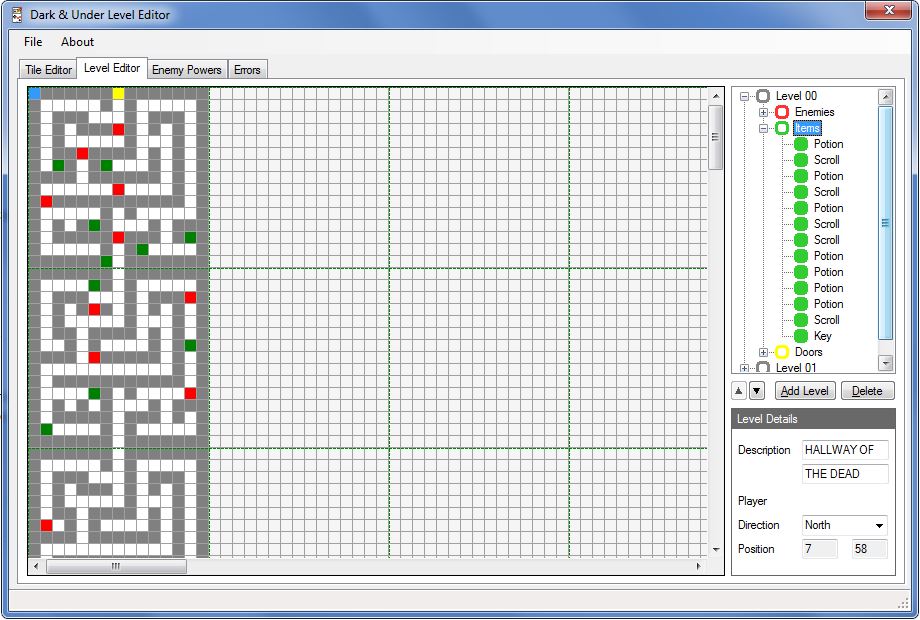 Dark & Under Level Editor
File About
Tile Editor Level Editor Enemy Powers Errors
Level 00
Enemies
Items
Potion
Scroll
Potion
Scroll
Potion
Scroll
Scroll
Potion
Potion
Potion
Potion
Scroll
Key
Doors
Level 01
Add Level Delete
Level Details
Description HALLWAY OF
THE DEAD
Player
Direction North
Position 7 58